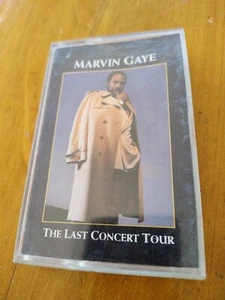 MARVIN GAYE
THE LAST CONCERT TOUR